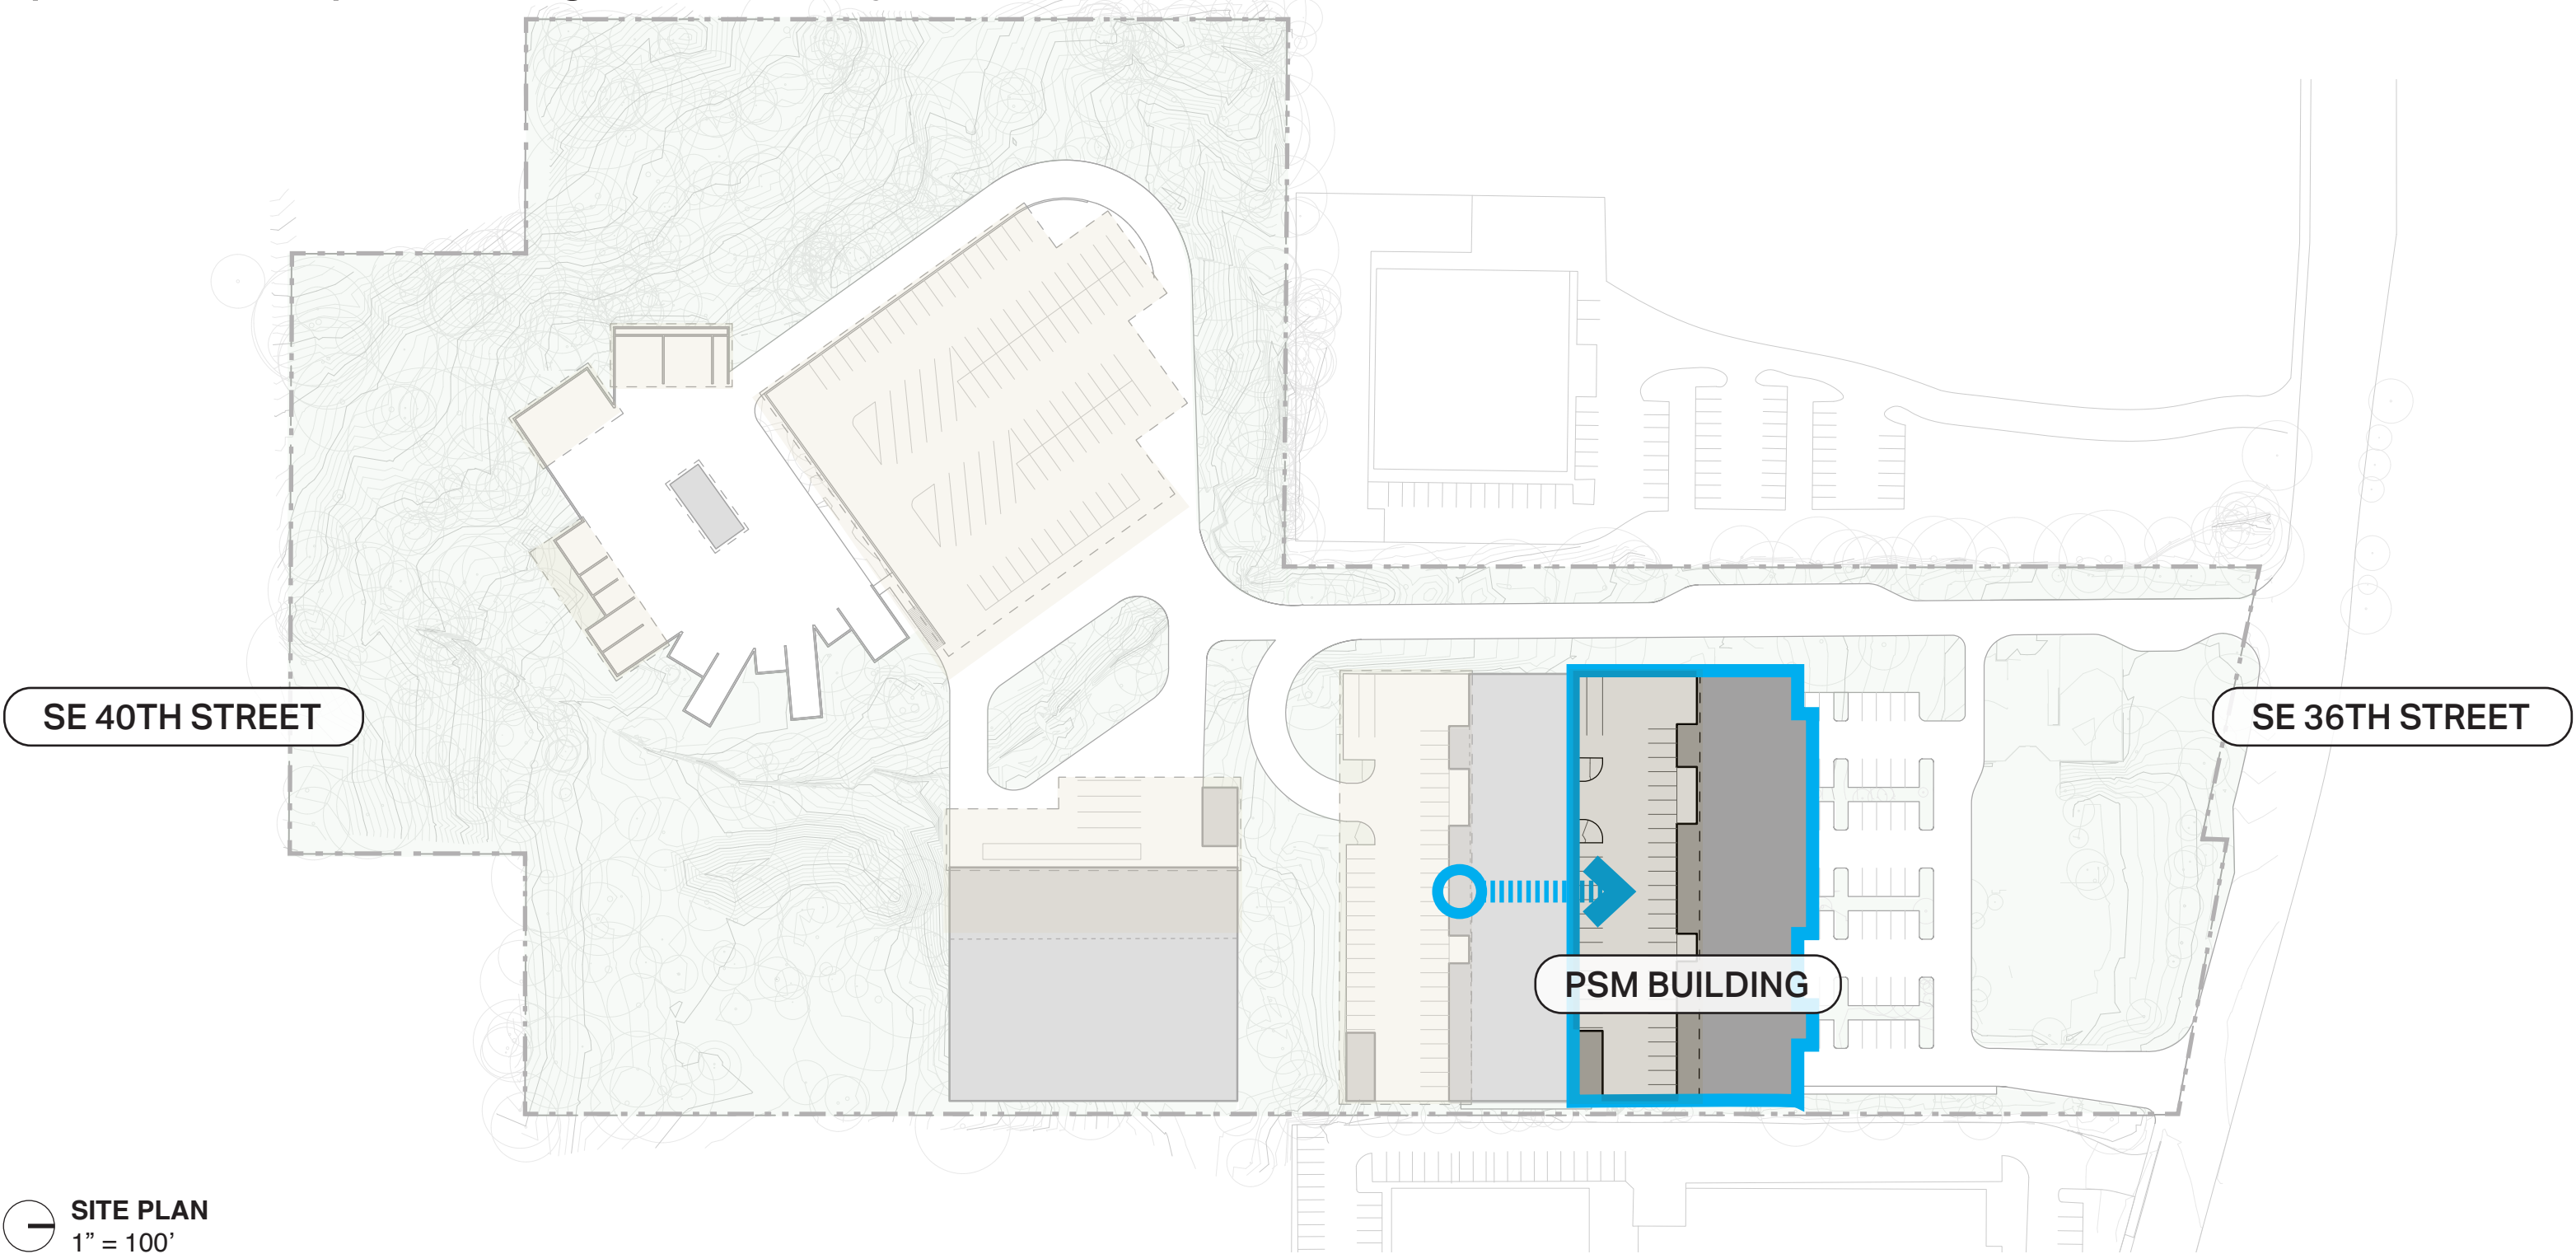 SE 40TH STREET
SE 36TH STREET
PSM BUILDING
SITE PLAN
1” = 100’